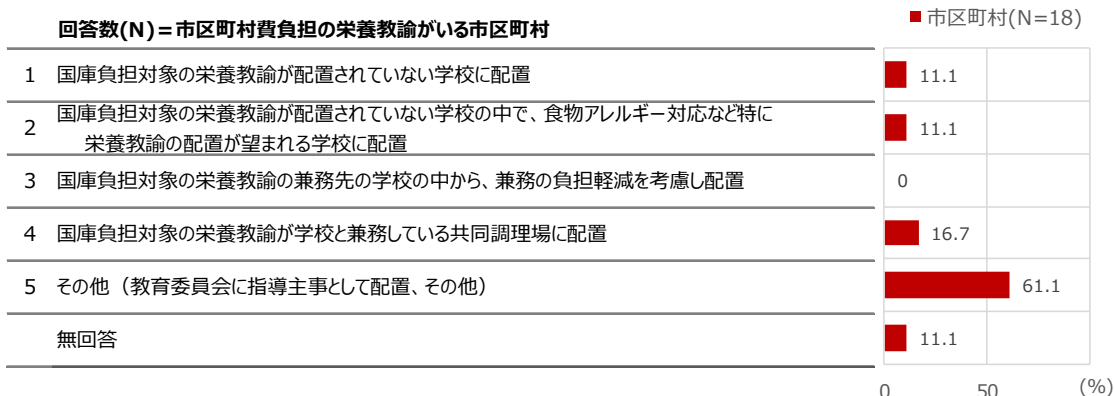 回答数(N)＝市区町村費負担の栄養教諭がいる市区町村
■市区町村(N=18)
1 国庫負担対象の栄養教諭が配置されていない学校に配置 11.1
2 国庫負担対象の栄養教諭が配置されていない学校の中で、食物アレルギー対応など特に
栄養教諭の配置が望まれる学校に配置 11.1
3 国庫負担対象の栄養教諭の兼務先の学校の中から、兼務の負担軽減を考慮し配置 0
4 国庫負担対象の栄養教諭が学校と兼務している共同調理場に配置 16.7
5 その他（教育委員会に指導主事として配置、その他） 61.1
無回答 11.1
0 50 (%)